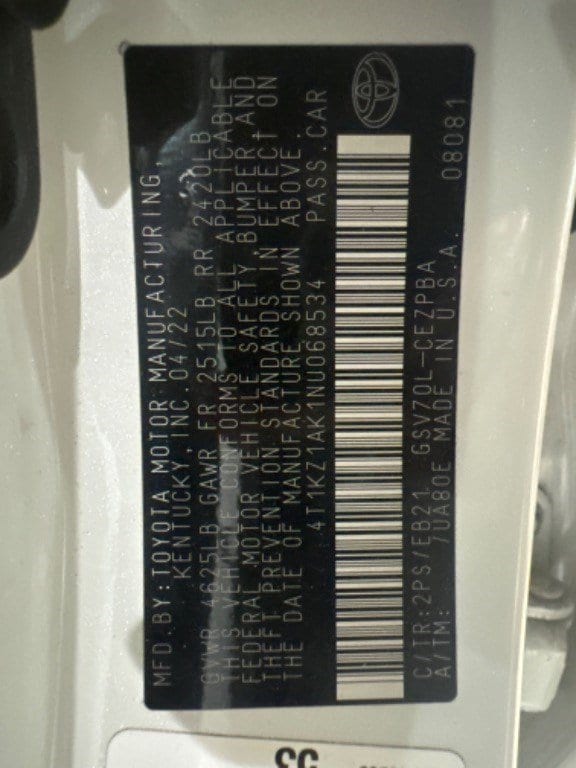 MFD.BY:TOYOTA MOTOR MANUFACTURING,
KENTUCKY, INC. 04/22
GVWR 4625LB GAWR FR 2515LB RR 2420LB
THIS VEHICLE CONFORMS TO ALL APPLICABLE
FEDERAL MOTOR VEHICLE SAFETY, BUMPER, AND
THEFT PREVENTION STANDARDS IN EFFECT ON
THE DATE OF MANUFACTURE SHOWN ABOVE.
4T1KZ1AK1NU068534 PASS.CAR
C/TR:2PS/EB21 GSV70L-CEZPBA 08081
A/TM: /UA80E MADE IN U.S.A.